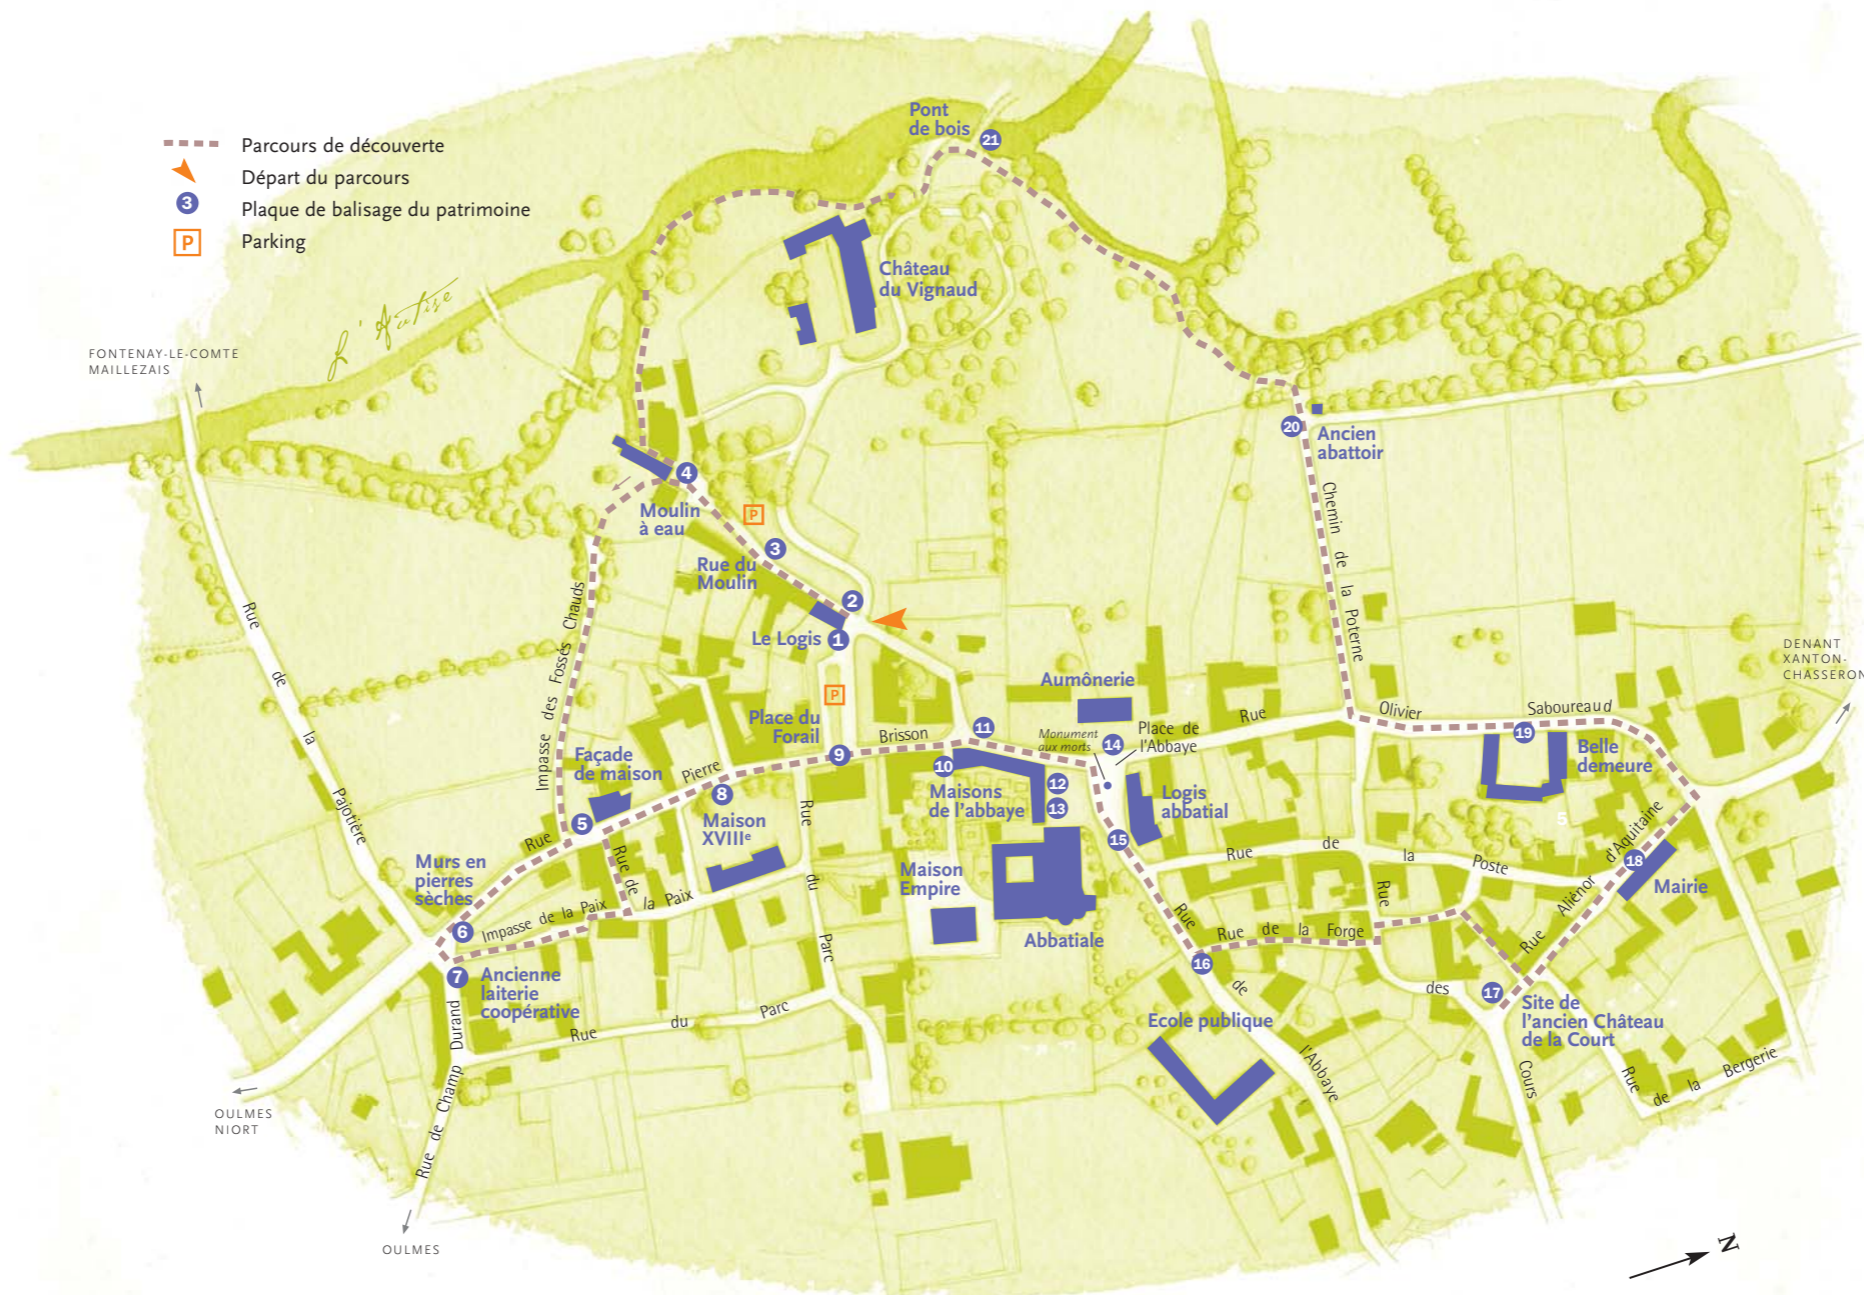 Parcours de découverte
Départ du parcours
3
Plaque de balisage du patrimoine
P
Parking
Pont
de bois
21
Château
du Vignaud
L'Autise
FONTENAY-LE-COMTE
MAILLEZAIS
20
Ancien
abattoir
4
Moulin
à eau
P
3
Rue du
Moulin
2
Le Logis
1
Chemin de la Poterne
Impasse des Fossés Chauds
Rue de la Pajotière
P
Place du
Forail
9
Brisson
11
Aumônerie
Monument
aux morts
14
Place de
l'Abbaye
Rue
Olivier
Saboureaud
19
Belle
demeure
DENANT
XANTON-
CHASSERON
Façade
de maison
Pierre
8
Maison
XVIIIe
10
Maisons
de l'abbaye
12
13
Logis
abbatial
15
5
5
Rue
Rue de
la Paix
Impasse de la Paix
Murs en
pierres
sèches
6
7
Ancienne
laiterie
coopérative
Rue
du
Parc
Maison
Empire
Abbatiale
Rue de la Poste
Rue
des
Cours
Rue Aliénor d'Aquitaine
18
Mairie
Rue de la Forge
16
Rue
de
l'Abbaye
17
Site de
l'ancien Château
de la Court
Ecole publique
Rue du Parc
Rue de Champ Durand
Rue de la Bergerie
OULMES
NIORT
OULMES
N